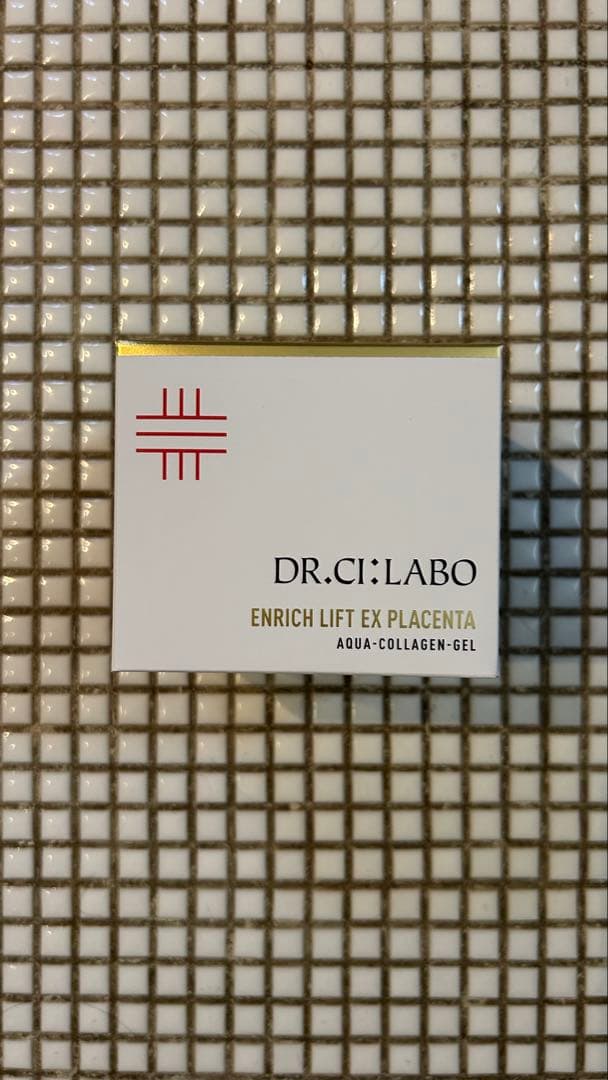 DR.CI:LABO
ENRICH LIFT EX PLACENTA
AQUA-COLLAGEN-GEL